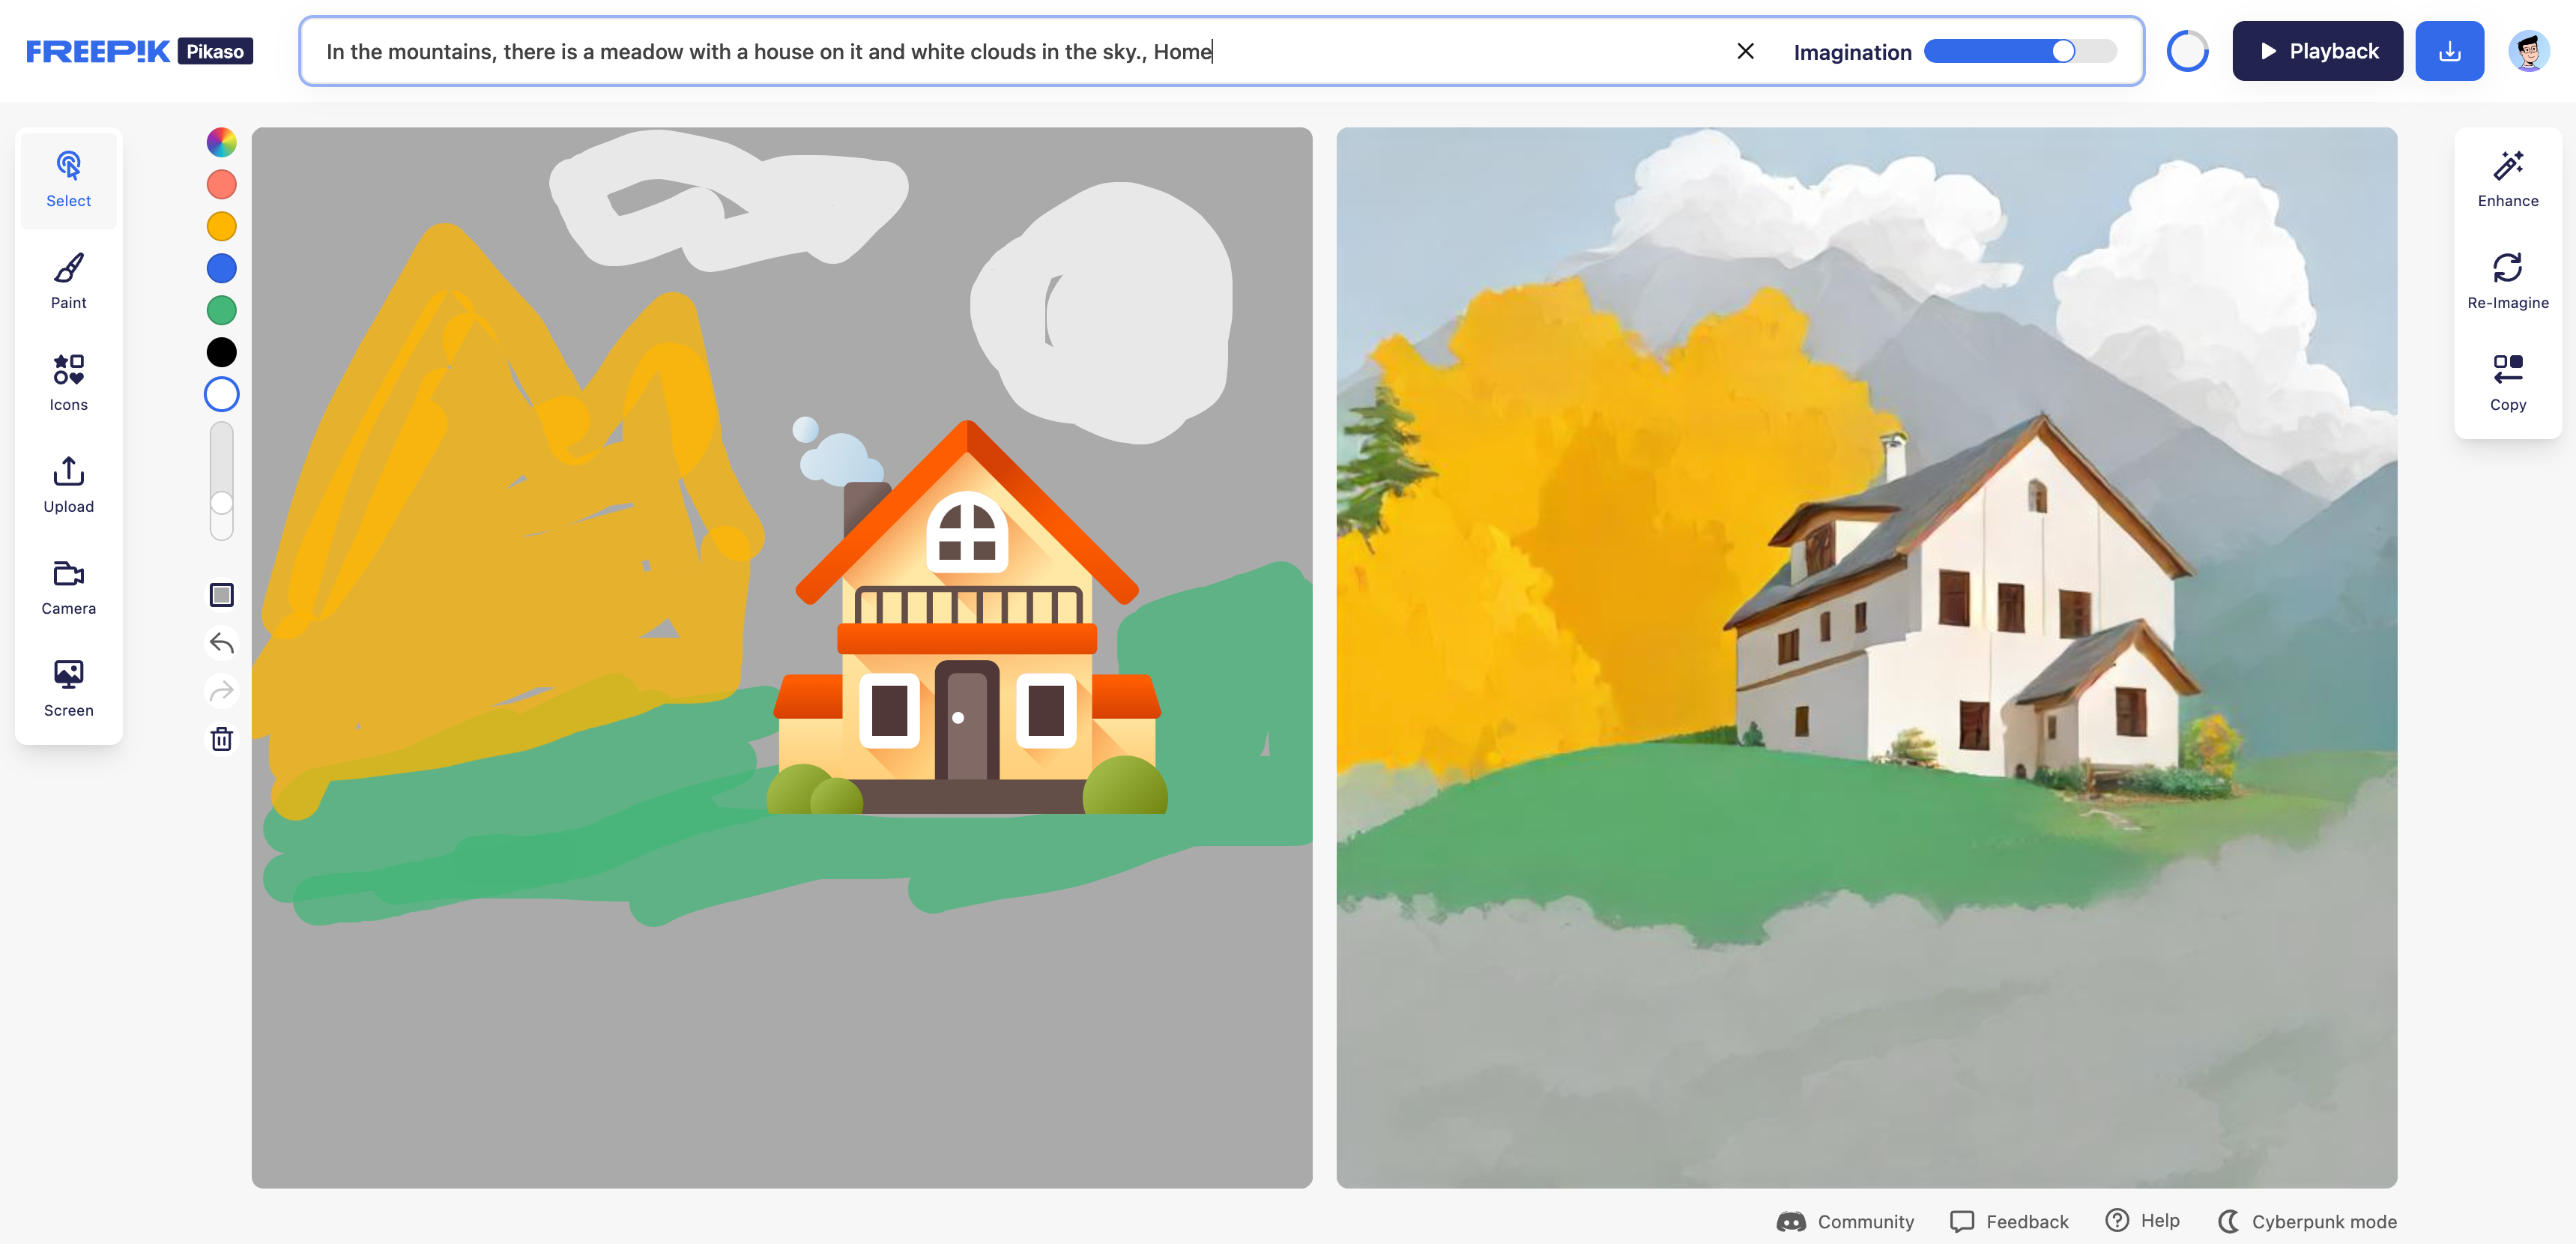 FREEPIK Pikaso
In the mountains, there is a meadow with a house on it and white clouds in the sky., Home
Imagination
Playback
Select
Paint
Icons
Upload
Camera
Screen
Enhance
Re-Imagine
Copy
Community
Feedback
Help
Cyberpunk mode